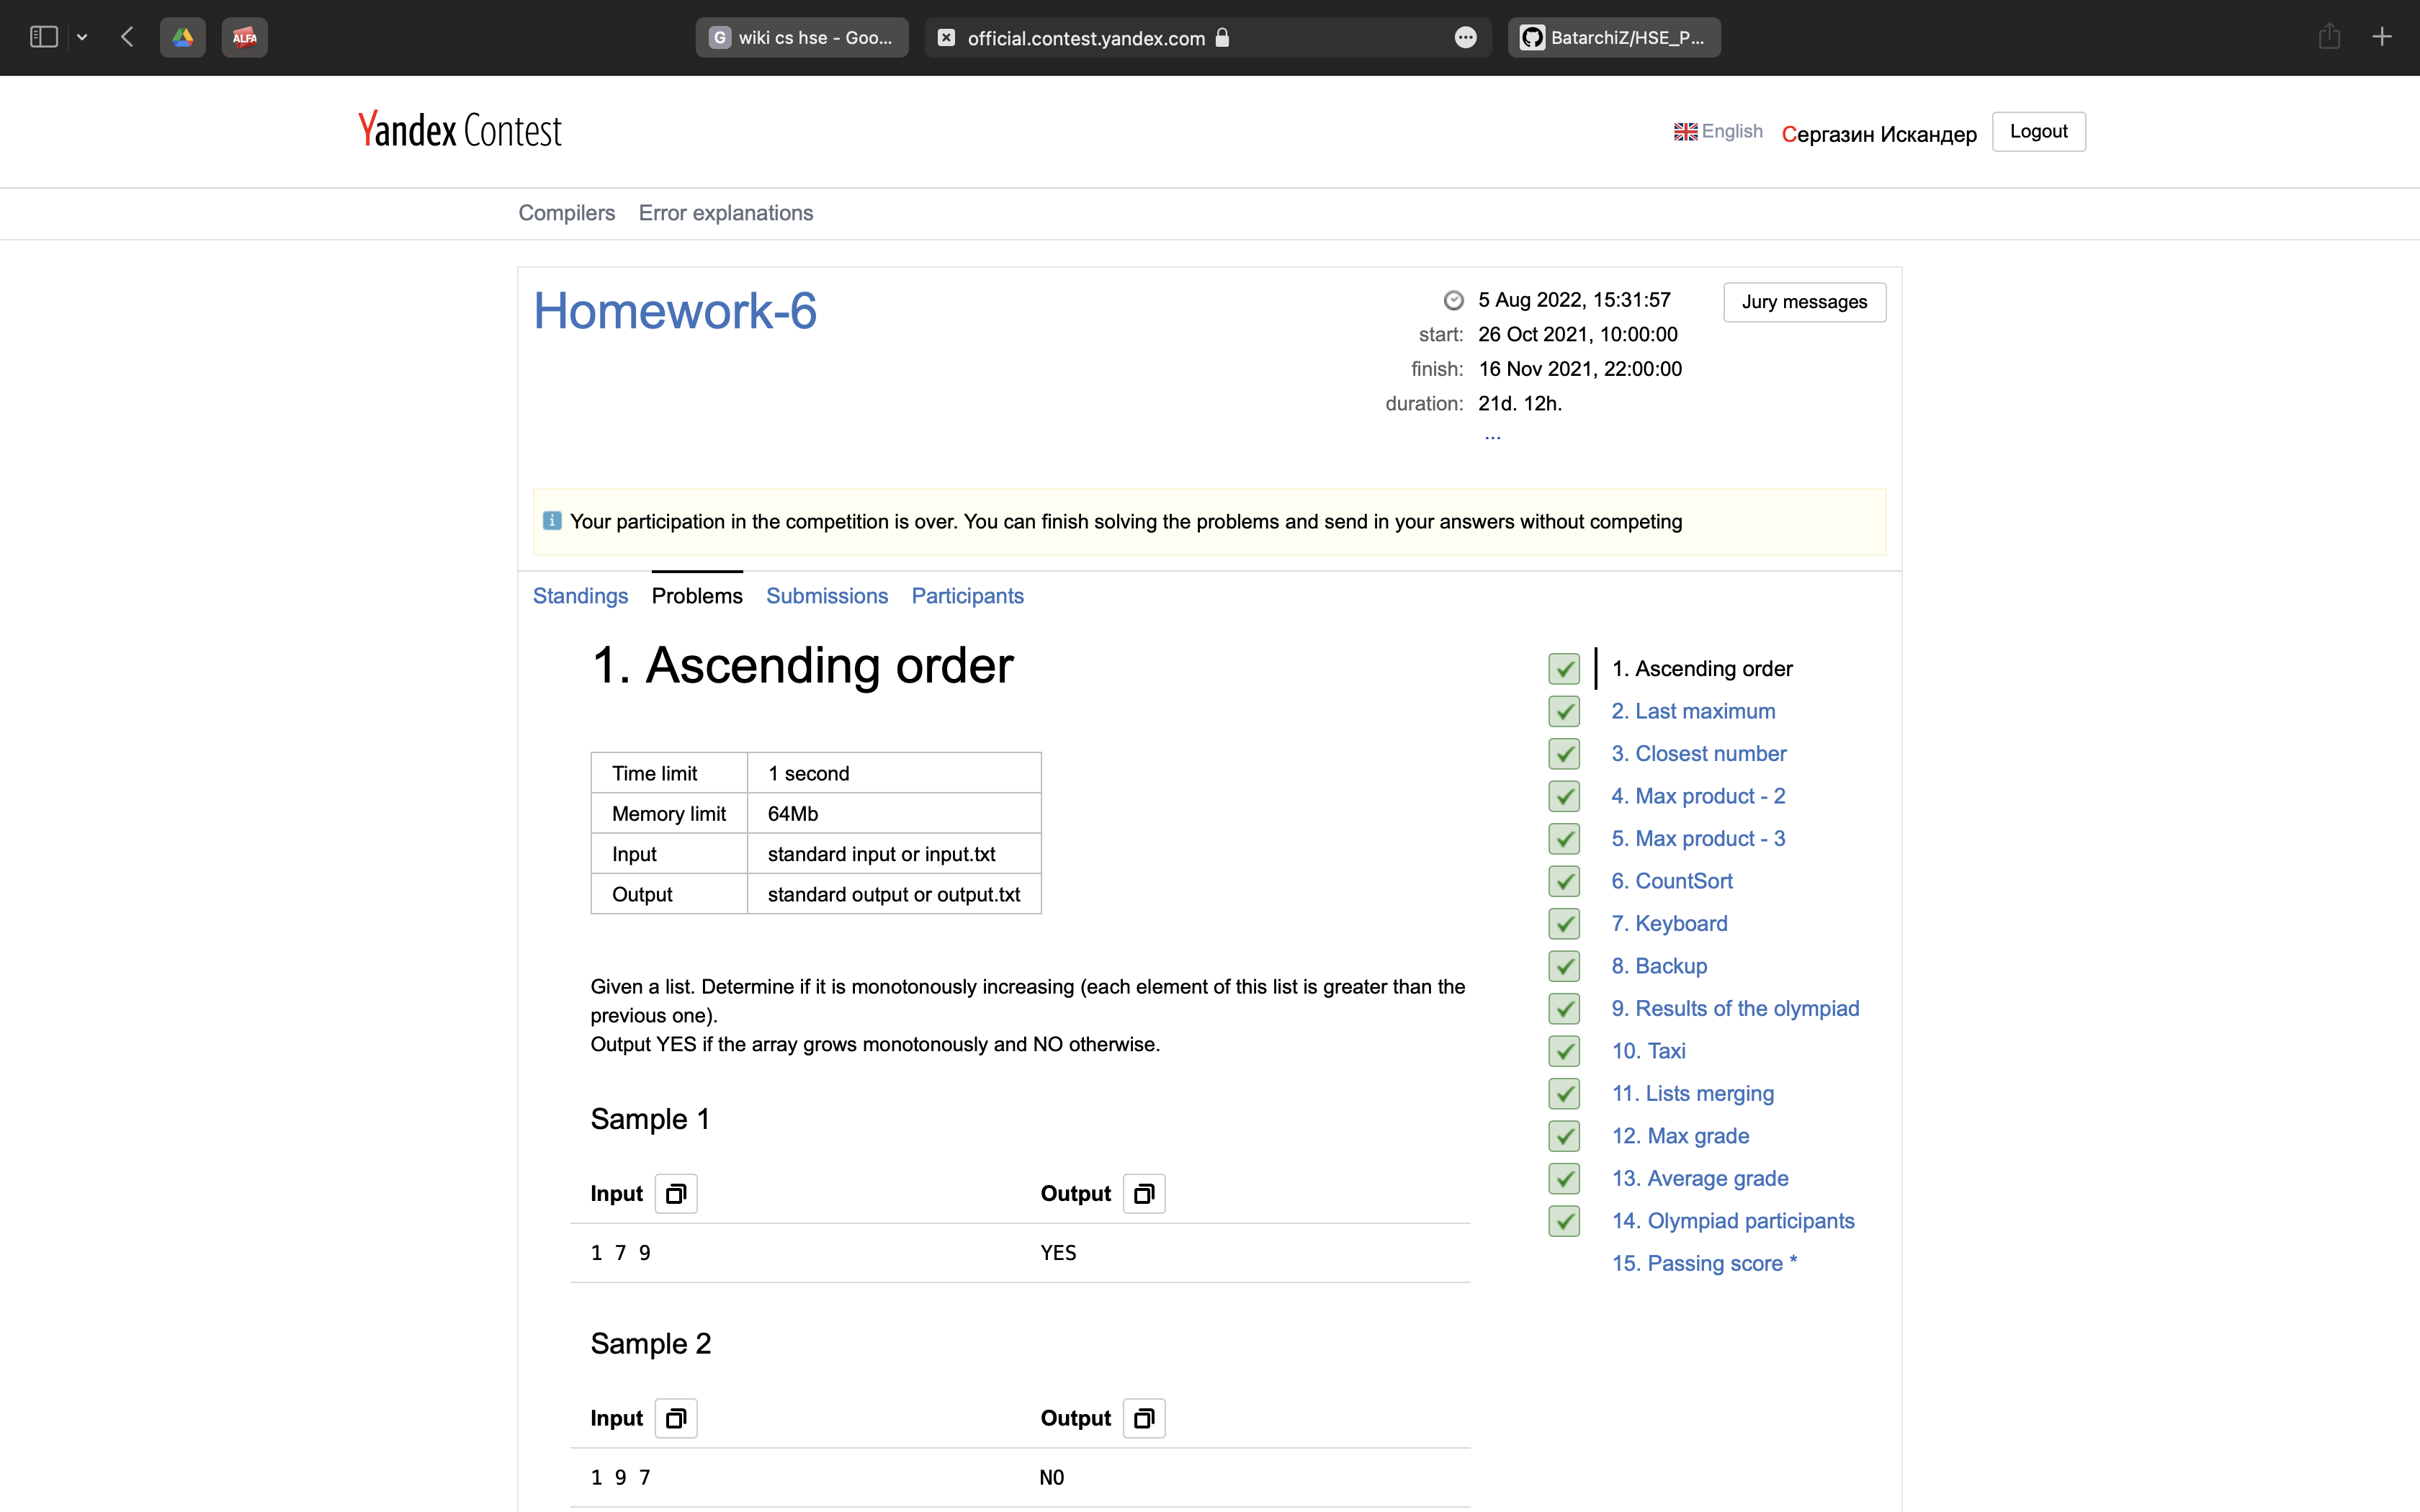 ALFA
G wiki cs hse - Goo...
official.contest.yandex.com
BatarchiZ/HSE_P...
Yandex Contest
English
Сергазин Искандер
Logout
Compilers Error explanations
Homework-6
5 Aug 2022, 15:31:57
start: 26 Oct 2021, 10:00:00
finish: 16 Nov 2021, 22:00:00
duration: 21d. 12h.
...
Jury messages
Your participation in the competition is over. You can finish solving the problems and send in your answers without competing
Standings Problems Submissions Participants
1. Ascending order
Time limit 1 second
Memory limit 64Mb
Input standard input or input.txt
Output standard output or output.txt
Given a list. Determine if it is monotonously increasing (each element of this list is greater than the
previous one).
Output YES if the array grows monotonously and NO otherwise.
Sample 1
Input Output
1 7 9 YES
Sample 2
Input Output
1 9 7 NO
1. Ascending order
2. Last maximum
3. Closest number
4. Max product - 2
5. Max product - 3
6. CountSort
7. Keyboard
8. Backup
9. Results of the olympiad
10. Taxi
11. Lists merging
12. Max grade
13. Average grade
14. Olympiad participants
15. Passing score *